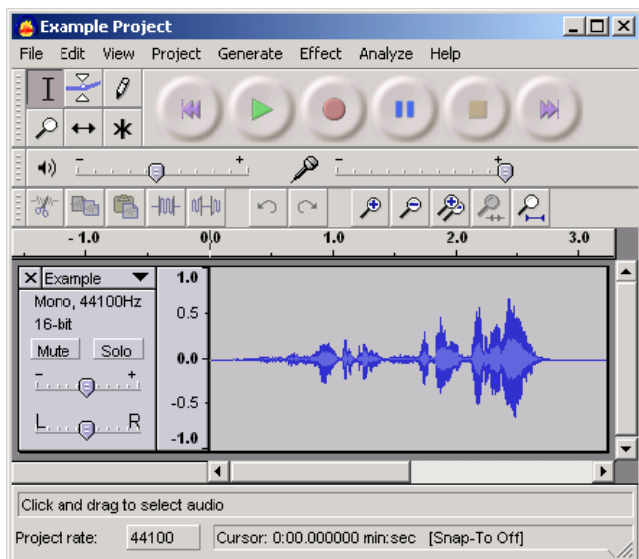 Example Project
File Edit View Project Generate Effect Analyze Help
- +
- +
- 1.0 0.0 1.0 2.0 3.0
Example
Mono, 44100Hz
16-bit
Mute Solo
- +
L R
1.0
0.5
0.0
-0.5
-1.0
Click and drag to select audio
Project rate: 44100 Cursor: 0:00.000000 min:sec [Snap-To Off]